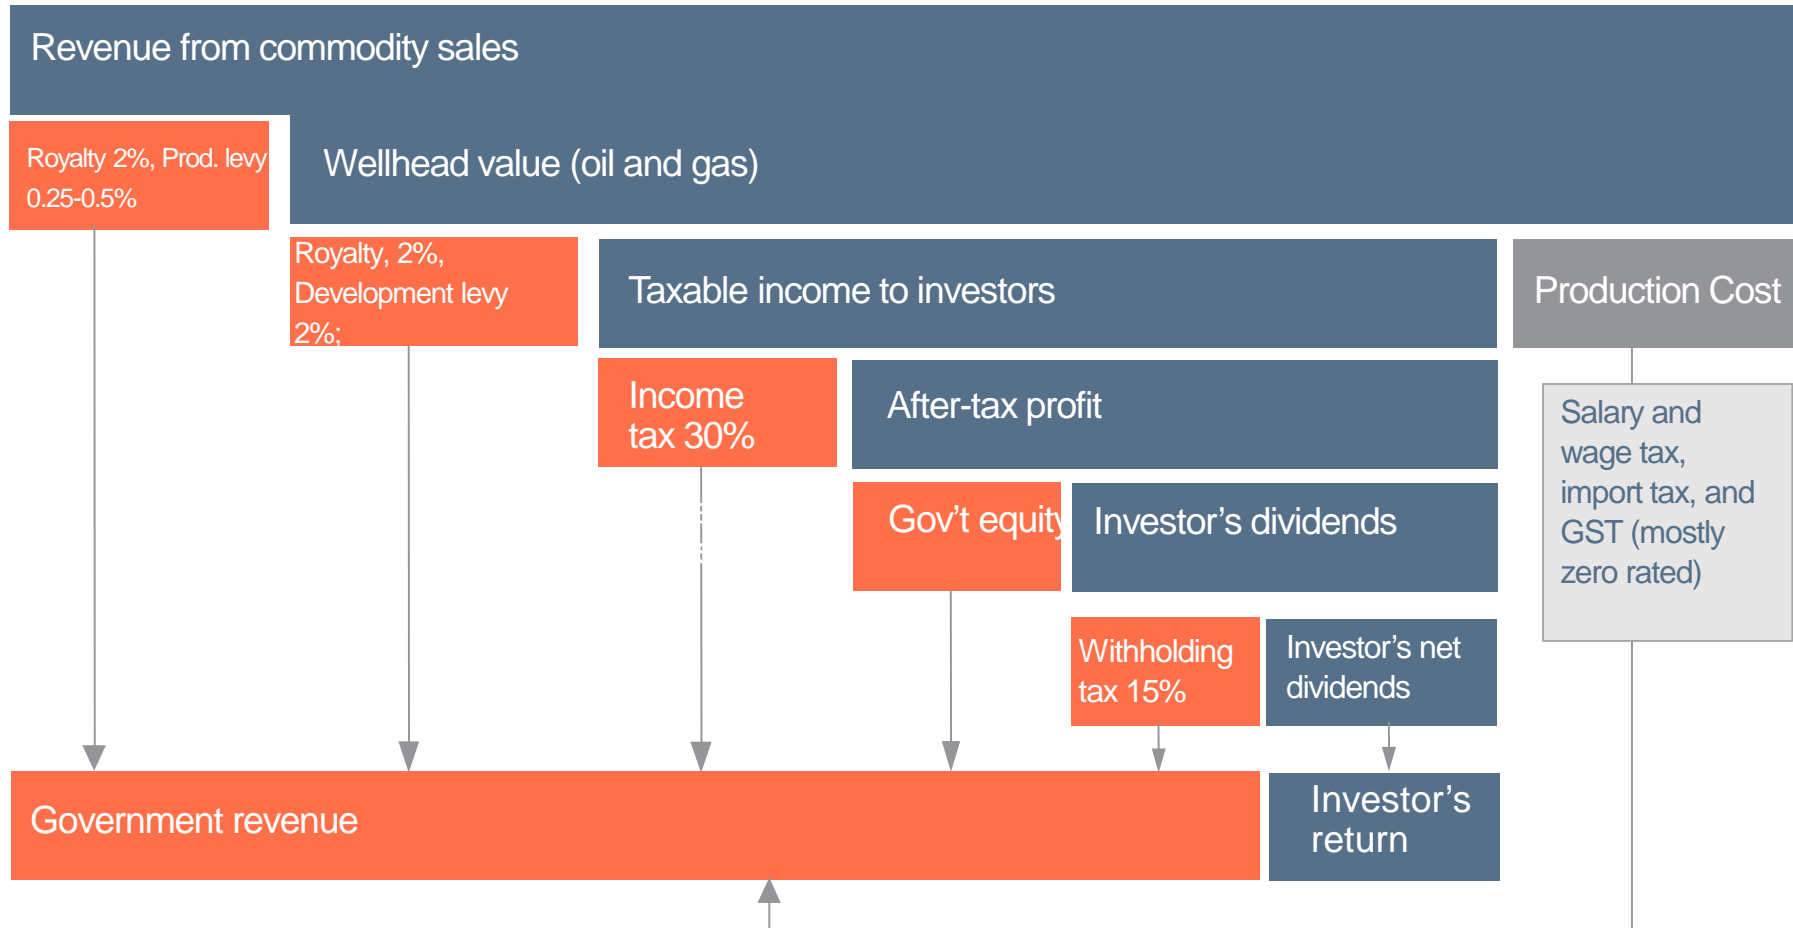 Revenue from commodity sales
Royalty 2%, Prod. levy
0.25-0.5%
Wellhead value (oil and gas)
Royalty, 2%,
Development levy
2%;
Taxable income to investors
Production Cost
Income
tax 30%
After-tax profit
Salary and
wage tax,
import tax, and
GST (mostly
zero rated)
Gov’t equity
Investor’s dividends
Withholding
tax 15%
Investor’s net
dividends
Government revenue
Investor’s
return